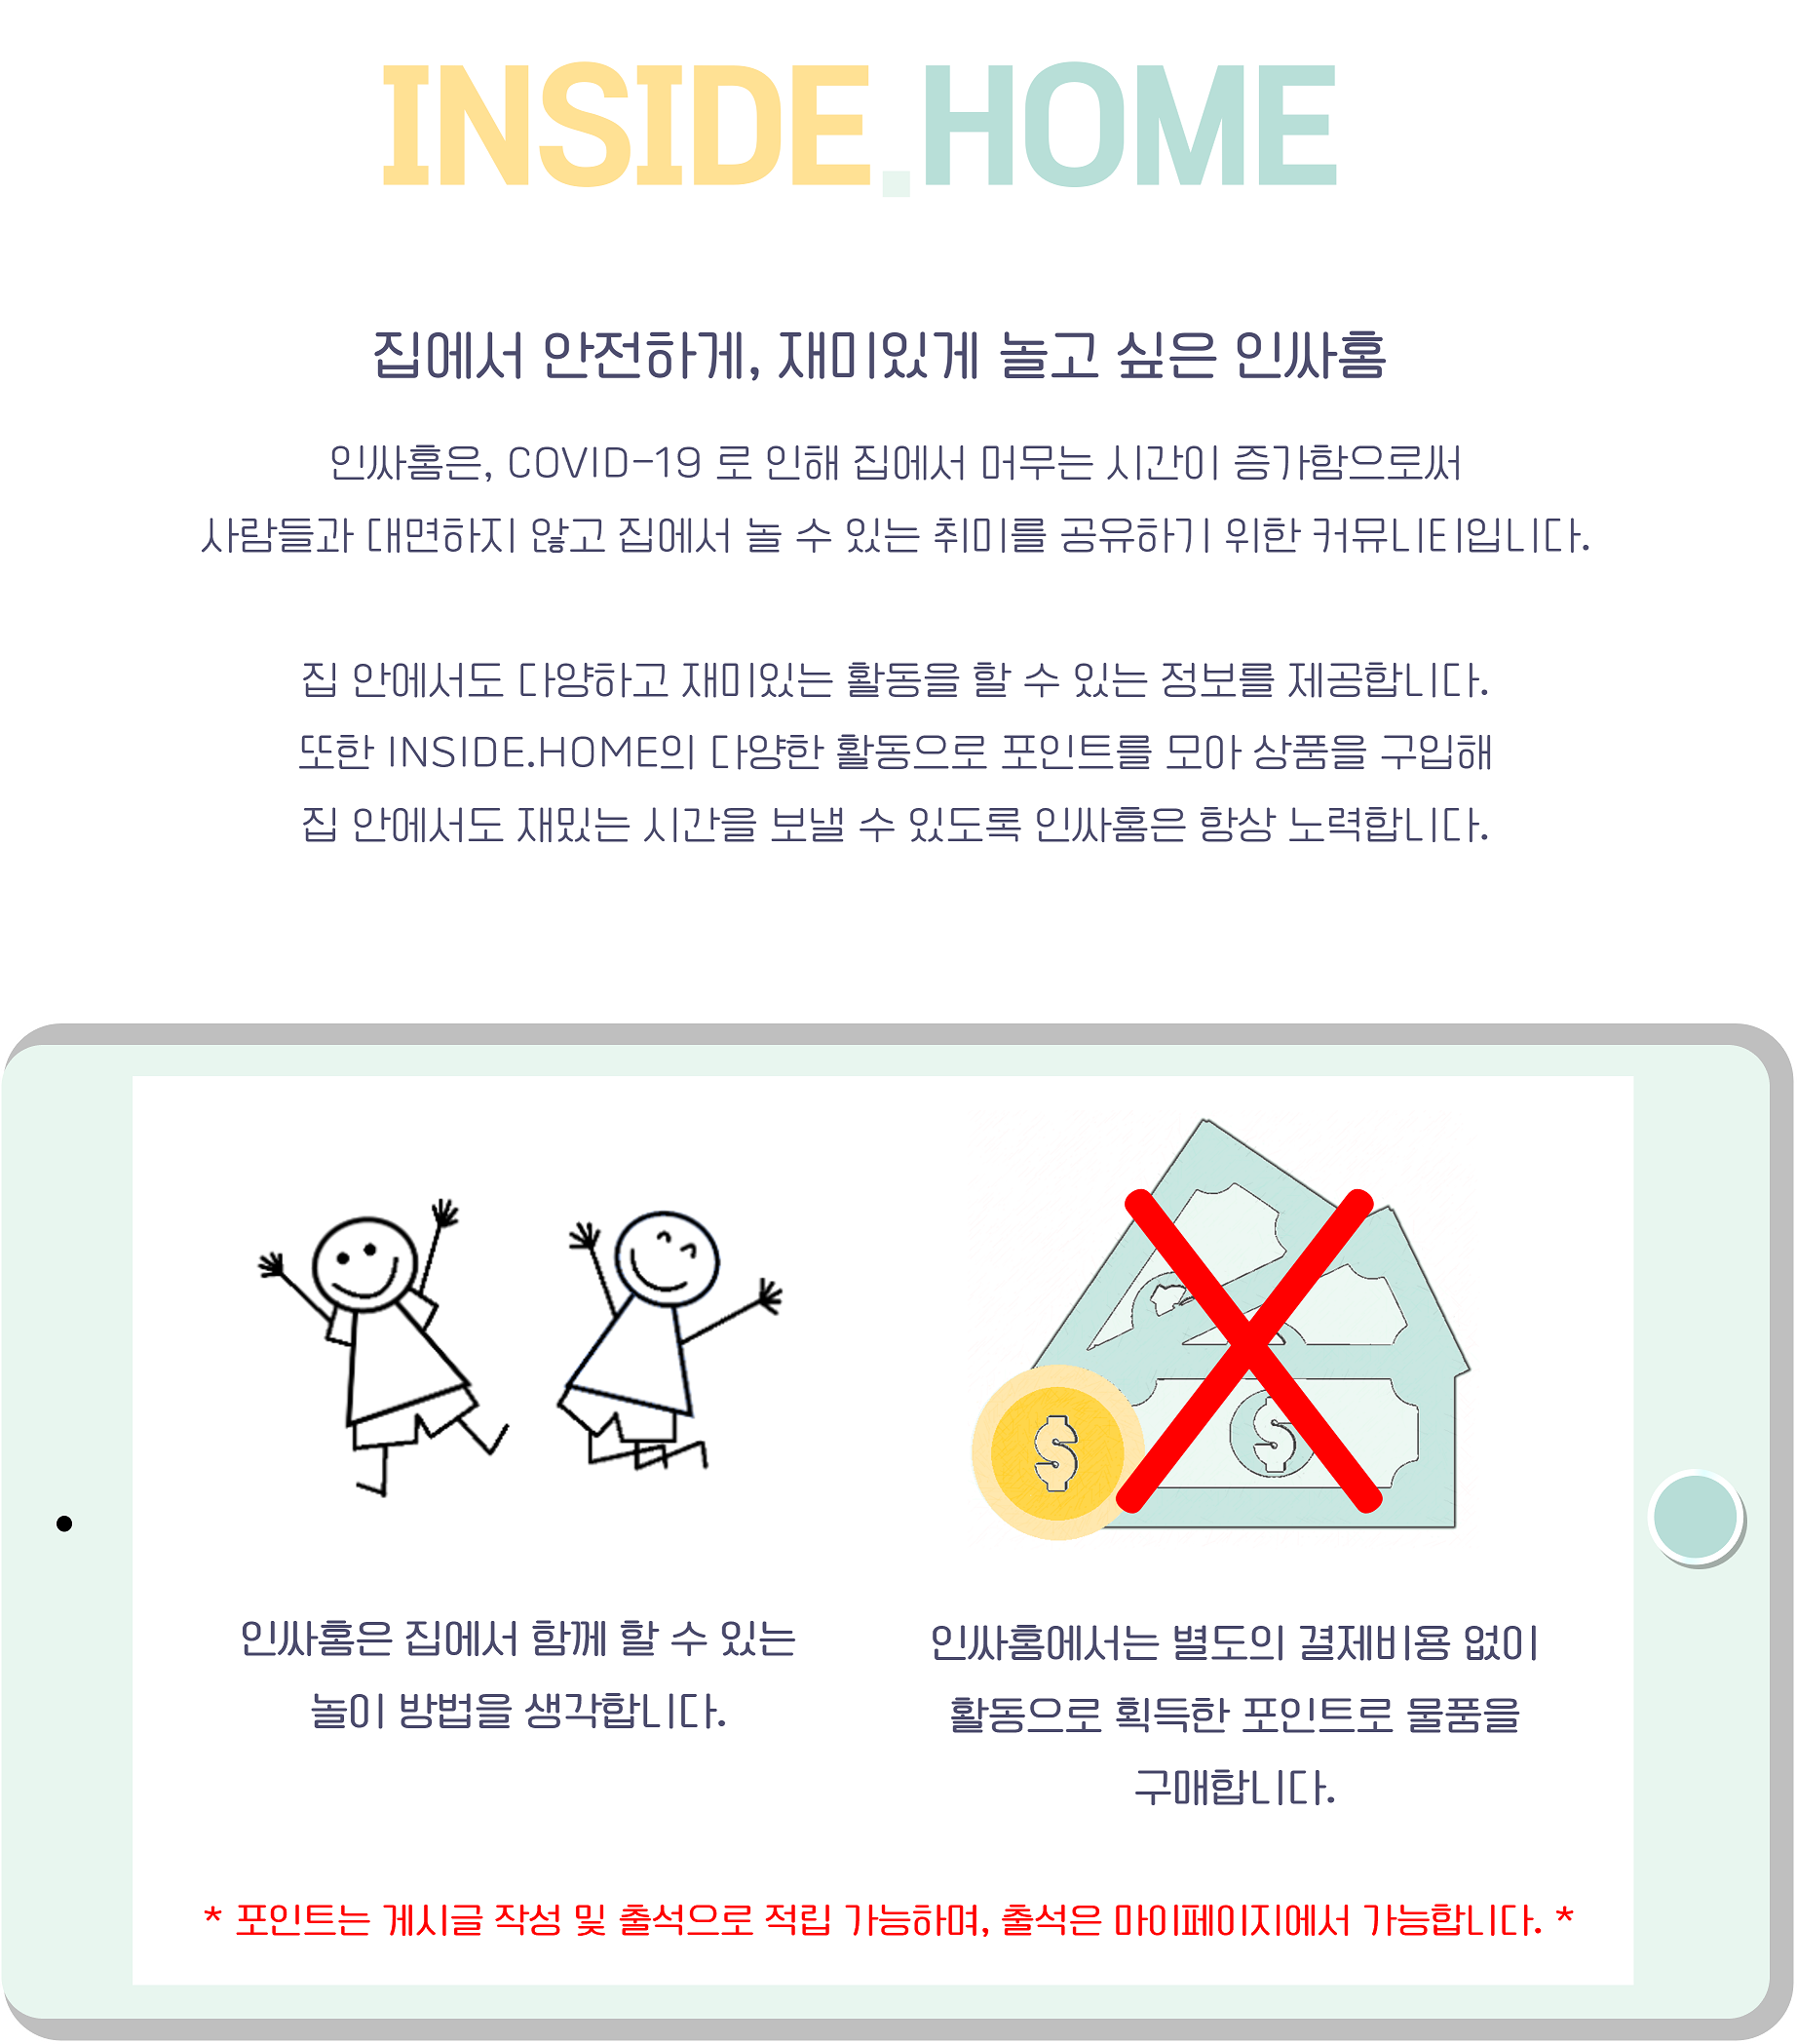 INSIDE.HOME
집에서 안전하게, 재미있게 놀고 싶은 인싸홈
인싸홈은, COVID-19 로 인해 집에서 머무는 시간이 증가함으로써
사람들과 대면하지 않고 집에서 놀 수 있는 취미를 공유하기 위한 커뮤니티입니다.
집 안에서도 다양하고 재미있는 활동을 할 수 있는 정보를 제공합니다.
또한 INSIDE.HOME의 다양한 활동으로 포인트를 모아 상품을 구입해
집 안에서도 재밌는 시간을 보낼 수 있도록 인싸홈은 항상 노력합니다.
$
$
인싸홈은 집에서 함께 할 수 있는
놀이 방법을 생각합니다.
인싸홈에서는 별도의 결제비용 없이
활동으로 획득한 포인트로 물품을
구매합니다.
* 포인트는 게시글 작성 및 출석으로 적립 가능하며, 출석은 마이페이지에서 가능합니다. *